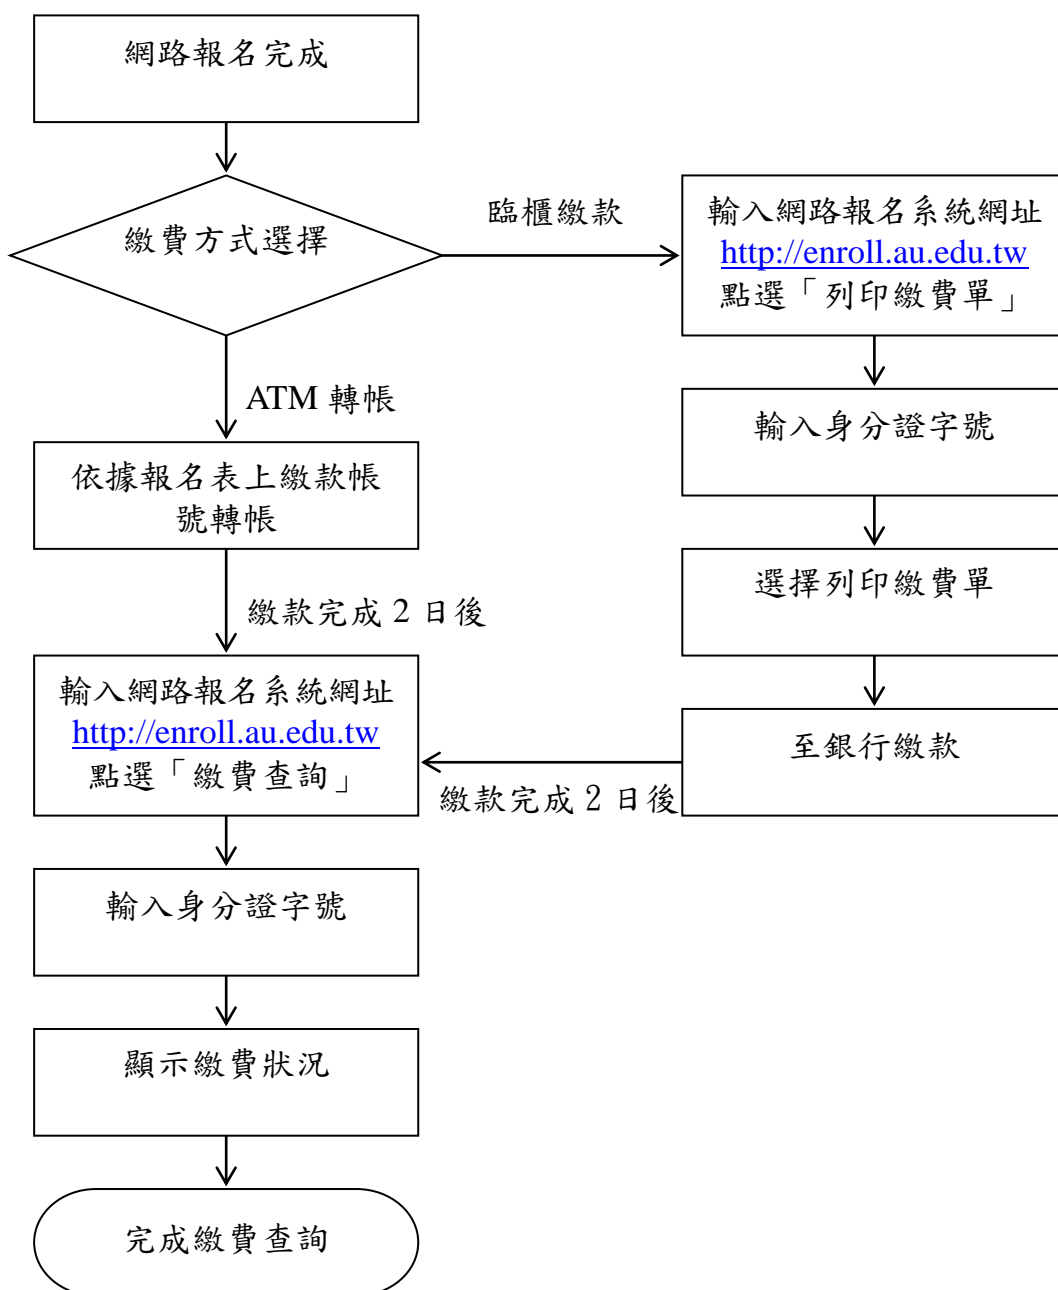 網路報名完成
繳費方式選擇
臨櫃繳款
輸入網路報名系統網址
http://enroll.au.edu.tw
點選「列印繳費單」
ATM 轉帳
輸入身分證字號
依據報名表上繳款帳
號轉帳
選擇列印繳費單
繳款完成 2 日後
輸入網路報名系統網址
http://enroll.au.edu.tw
點選「繳費查詢」
至銀行繳款
繳款完成 2 日後
輸入身分證字號
顯示繳費狀況
完成繳費查詢